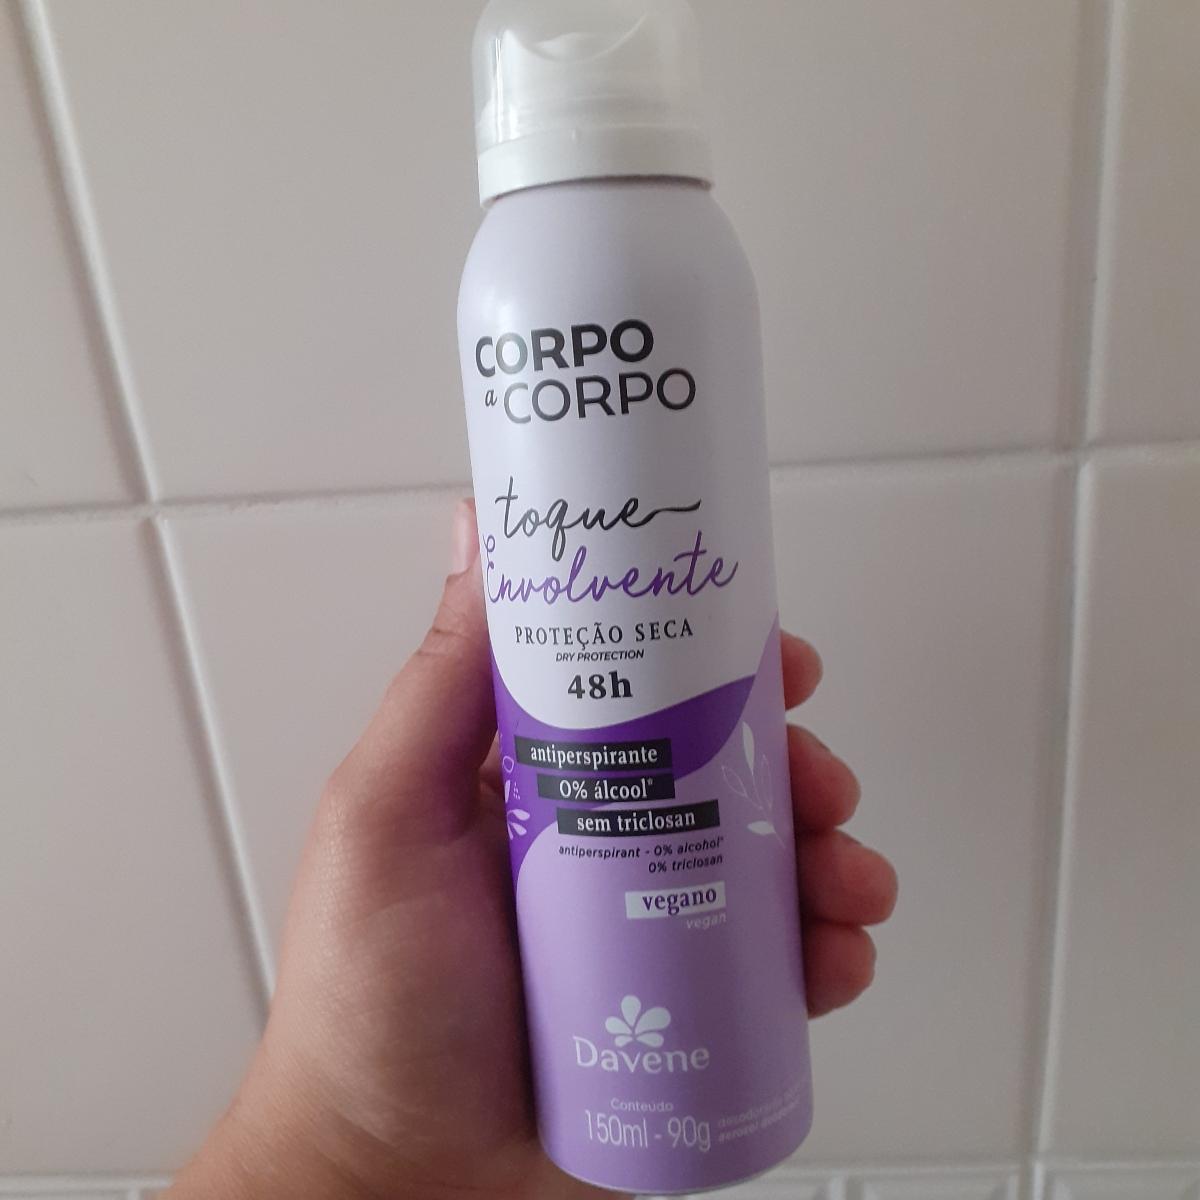 CORPO
a CORPO
toque
Envolvente
PROTEÇÃO SECA
DRY PROTECTION
48h
antiperspirante
0% álcool*
sem triclosan
antiperspirant - 0% alcohol*
0% triclosan
vegano
vegan
Davene
Conteúdo
150ml - 90g